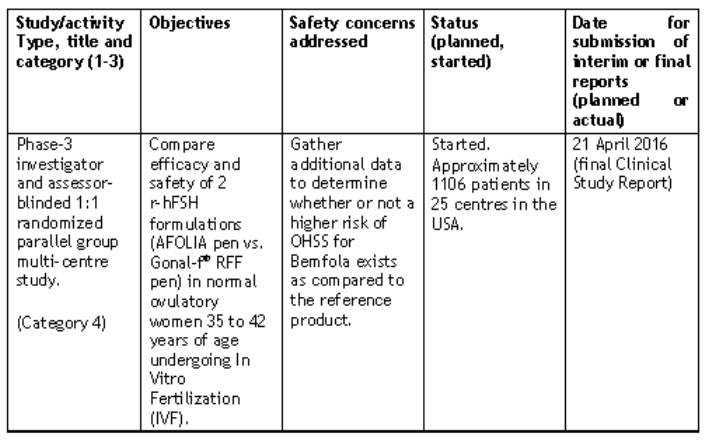 Study/activity
Type, title and
category (1-3)
Objectives
Safety concerns
addressed
Status
(planned,
started)
Date for
submission of
interim or final
reports
(planned or
actual)
Phase-3
investigator
and assessor-
blinded 1:1
randomized
parallel group
multi-centre
study.
(Category 4)
Compare
efficacy and
safety of 2
r-hFSH
formulations
(AFOLIA pen vs.
Gonal-f® RFF
pen) in normal
ovulatory
women 35 to 42
years of age
undergoing In
Vitro
Fertilization
(IVF).
Gather
additional data
to determine
whether or not a
higher risk of
OHSS for
Bemfola exists
as compared to
the reference
product.
Started.
Approximately
1106 patients in
25 centres in the
USA.
21 April 2016
(final Clinical
Study Report)